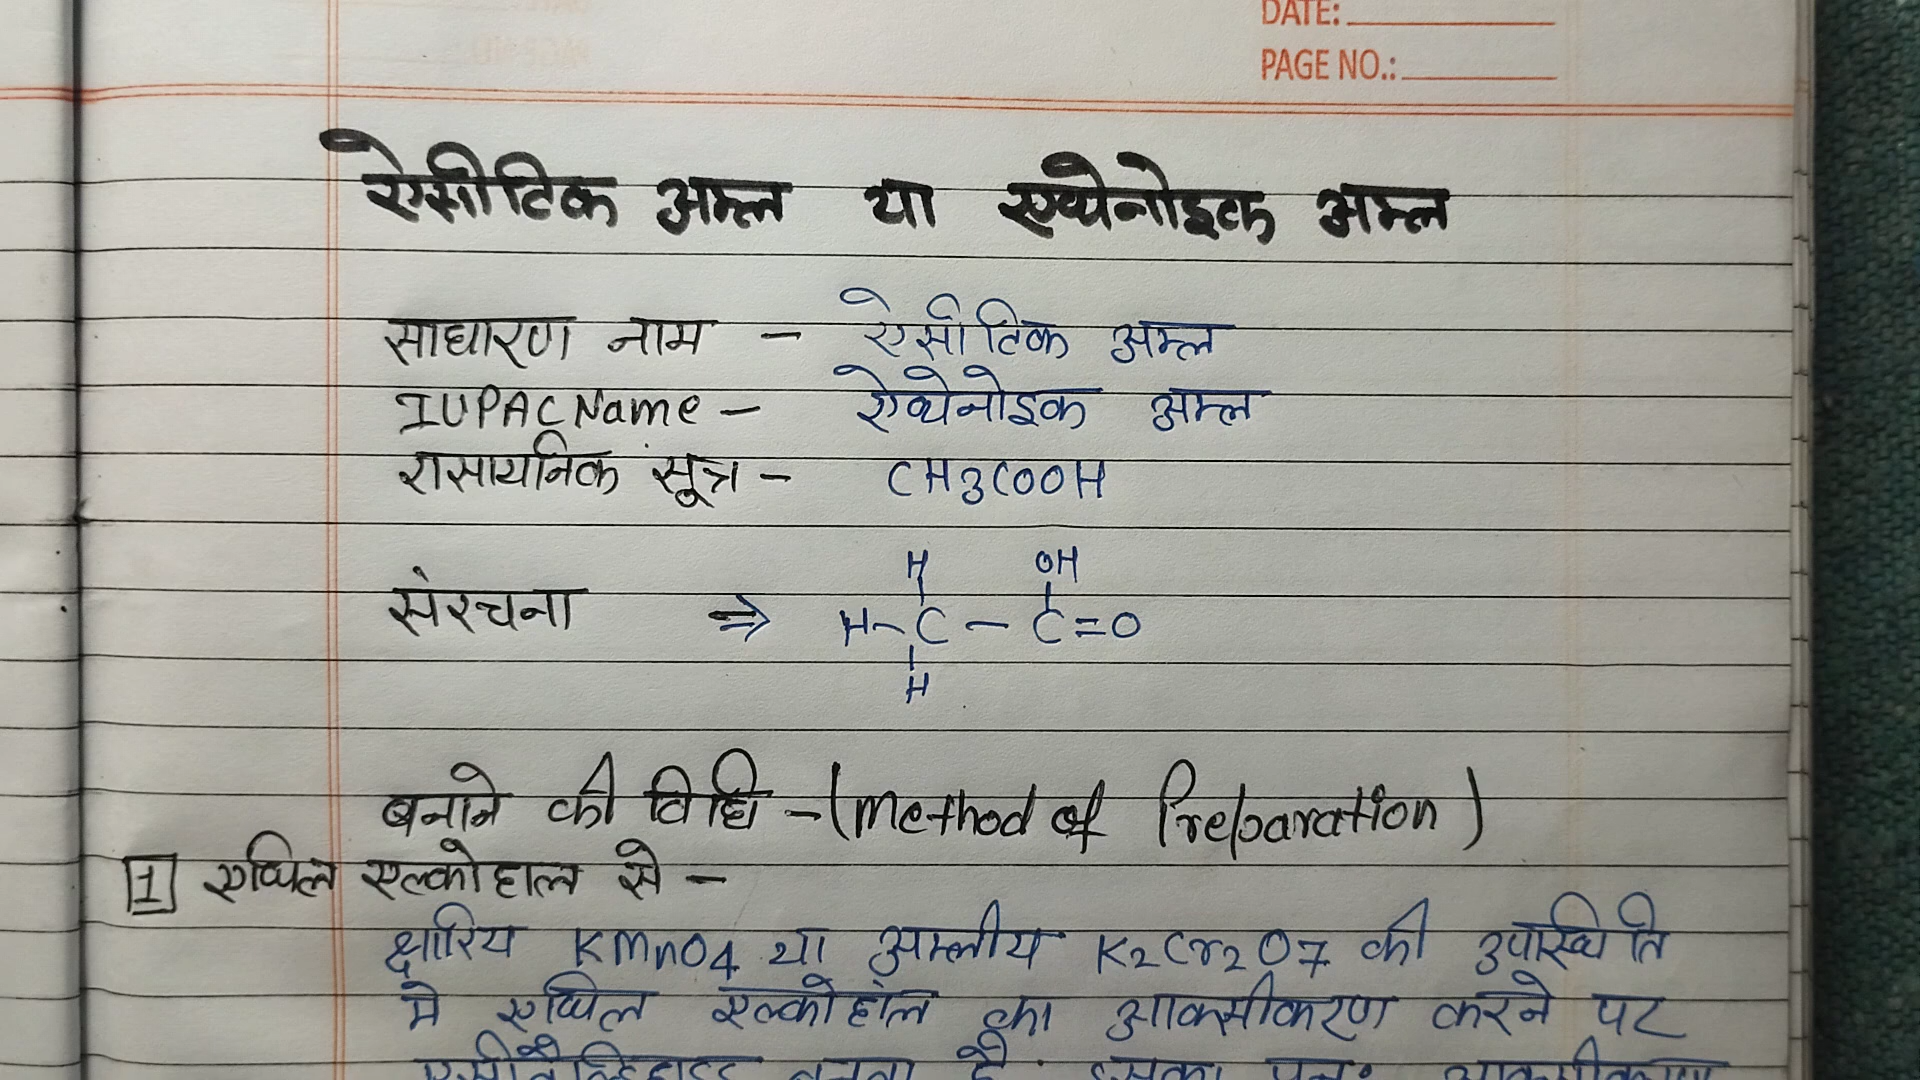 DATE:
PAGE NO.:
ऐसीटिक अम्ल या एथेनोइक अम्ल
साधारण नाम – ऐसीटिक अम्ल
IUPAC Name – ऐथेनोइक अम्ल
रासायनिक सूत्र – CH3COOH
H OH
संरचना ⇒ H – C – C = O
H
बनाने की विधि – (Method of Preparation)
1 एथिल एल्कोहाल से –
क्षारिय KMnO4 या अम्लीय K2Cr2O7 की उपस्थिति
मे एथिल एल्कोहॉल का आक्सीकरण करने पर